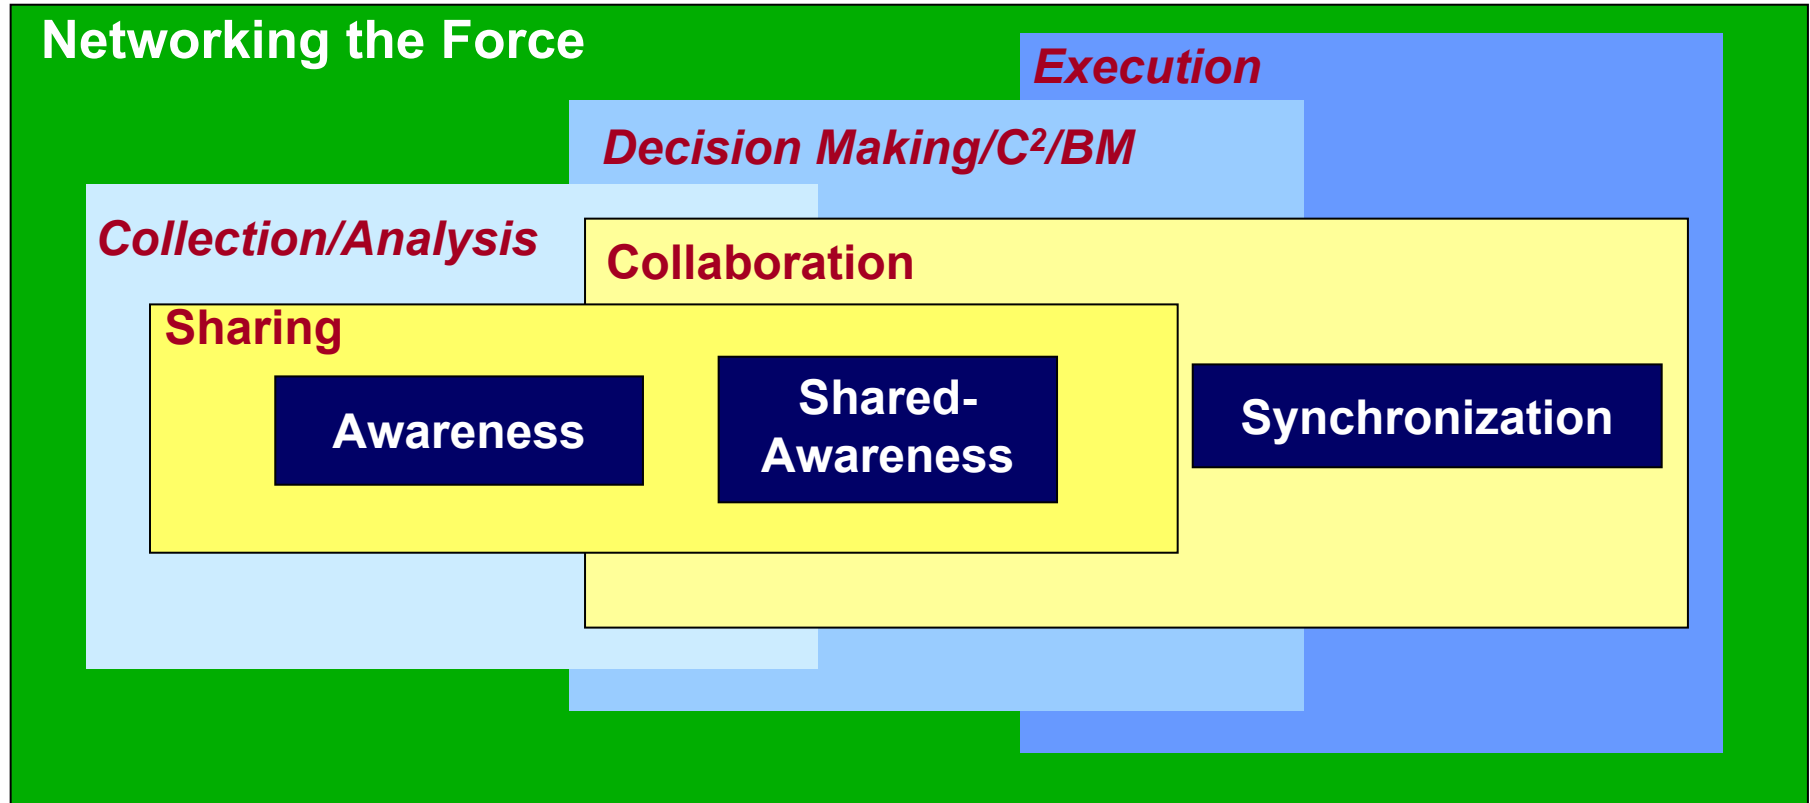 Networking the Force
Execution
Decision Making/C²/BM
Collection/Analysis
Collaboration
Sharing
Awareness
Shared-
Awareness
Synchronization